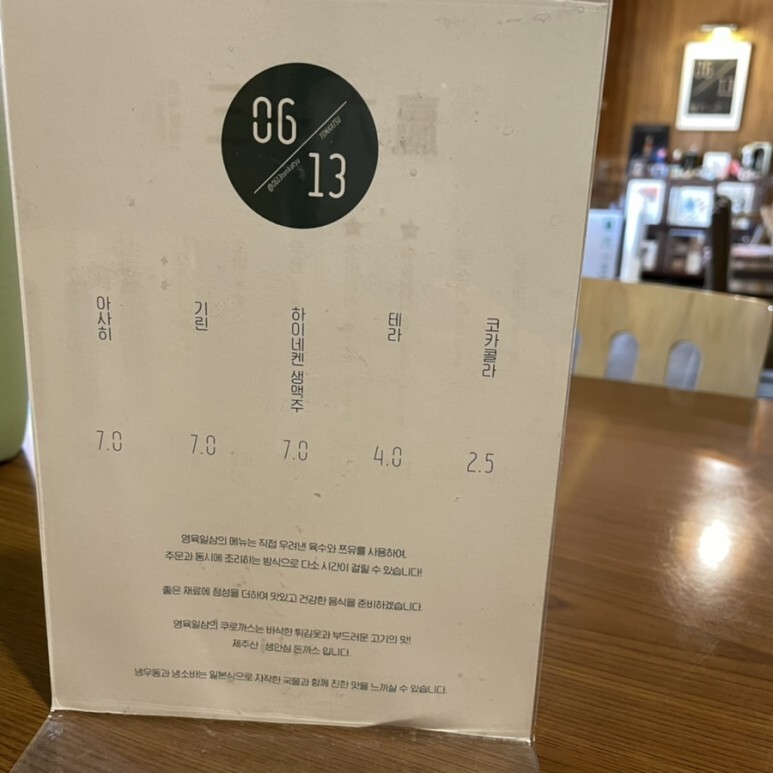 06
TONKATSU
13
아사히
기린
하이네켄 생맥주
테라
코카콜라
7.0
7.0
7.0
4.0
2.5
영육일삼의 메뉴는 직접 우려낸 육수와 쯔유를 사용하여,
주문과 동시에 조리하는 방식으로 다소 시간이 걸릴 수 있습니다!
좋은 재료에 정성을 더하여 맛있고 건강한 음식을 준비하겠습니다.
영육일삼의 쿠로까스는 바삭한 튀김옷과 부드러운 고기의 맛!
제주산 생안심 돈까스 입니다.
냉우동과 냉소바는 일본식으로 자작한 국물과 함께 진한 맛을 느끼실 수 있습니다.